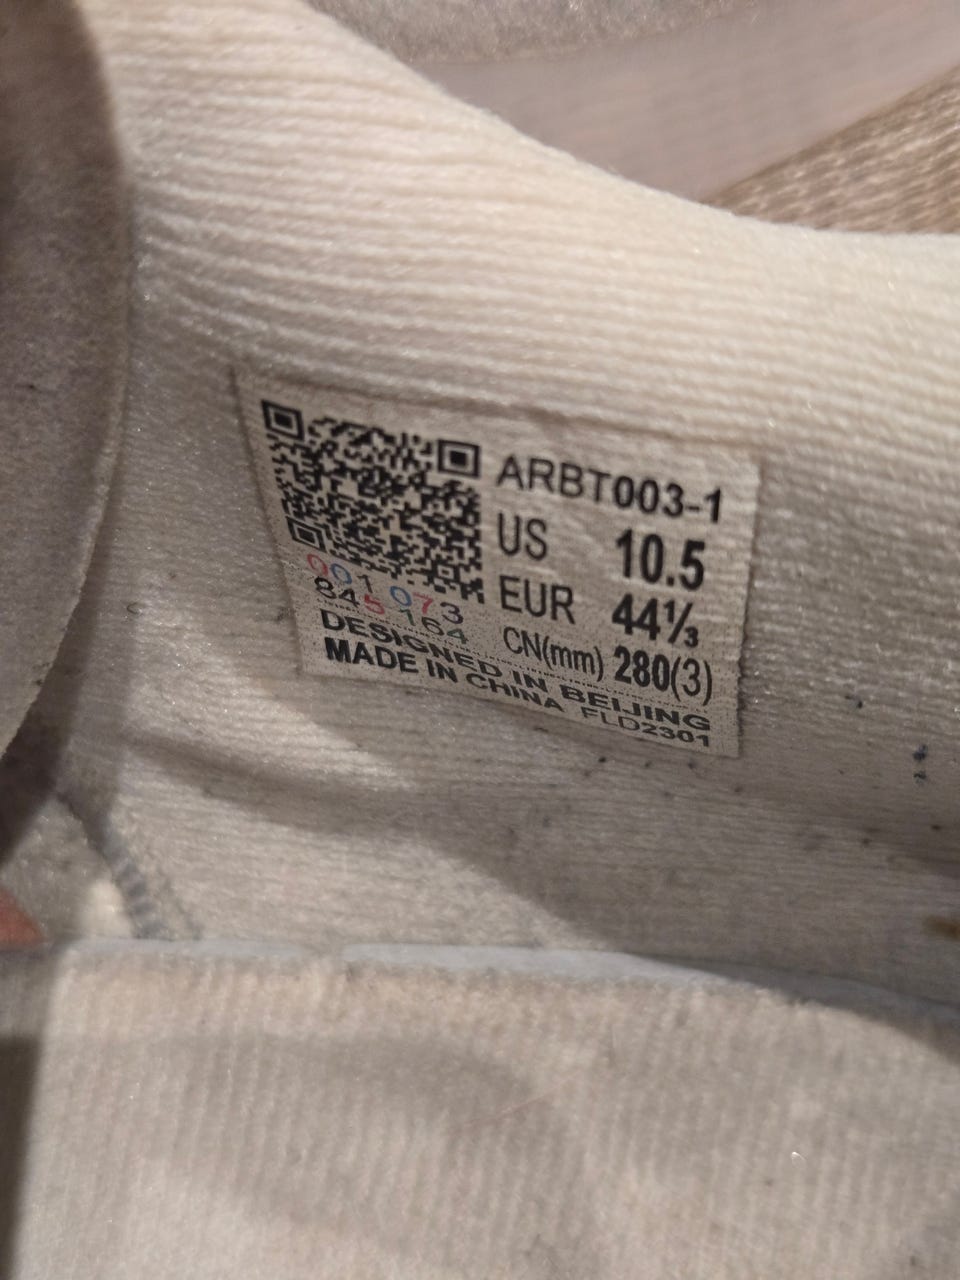 ARBT003-1
US 10.5
EUR 44⅓
CN(mm) 280(3)
001 073
845 164
DESIGNED IN BEIJING
MADE IN CHINA FLD2301